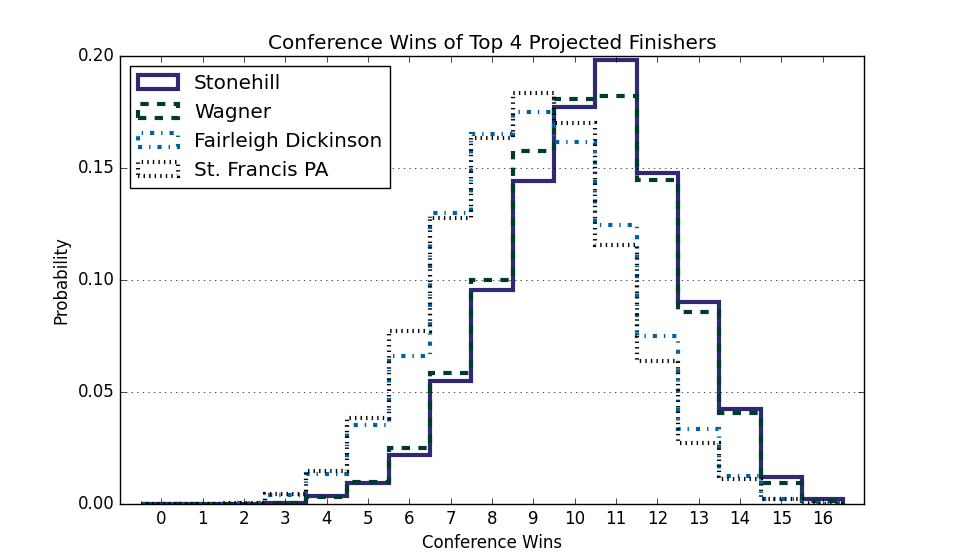 Conference Wins of Top 4 Projected Finishers
Stonehill
Wagner
Fairleigh Dickinson
St. Francis PA
Probability
0.20
0.15
0.10
0.05
0.00
0 1 2 3 4 5 6 7 8 9 10 11 12 13 14 15 16
Conference Wins